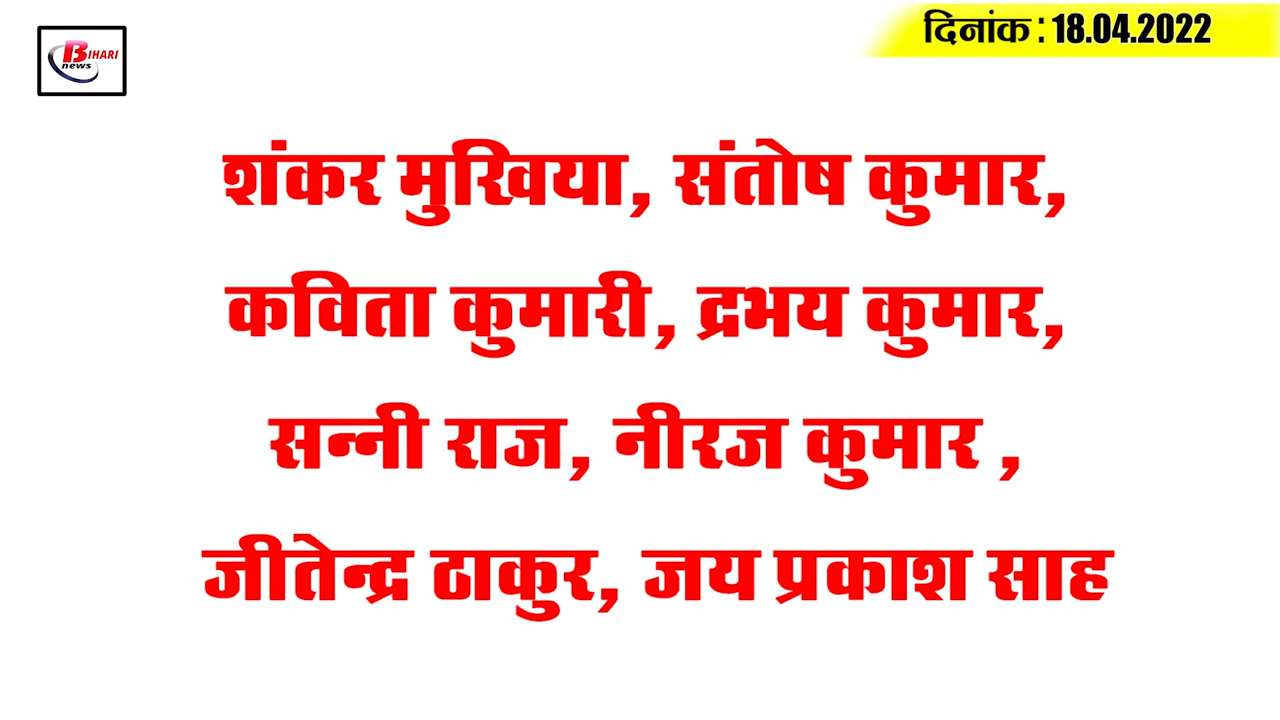 BIHARI
news
दिनांक : 18.04.2022
शंकर मुखिया, संतोष कुमार,
कविता कुमारी, द्रभय कुमार,
सन्नी राज, नीरज कुमार ,
जीतेन्द्र ठाकुर, जय प्रकाश साह